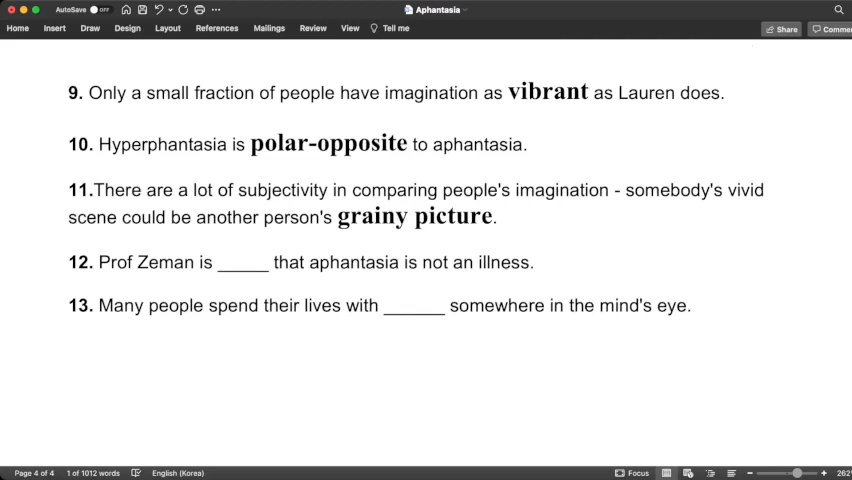 AutoSave OFF
Aphantasia
Home Insert Draw Design Layout References Mailings Review View Tell me Share
9. Only a small fraction of people have imagination as vibrant as Lauren does.
10. Hyperphantasia is polar-opposite to aphantasia.
11.There are a lot of subjectivity in comparing people's imagination - somebody's vivid
scene could be another person's grainy picture.
12. Prof Zeman is _____ that aphantasia is not an illness.
13. Many people spend their lives with ______ somewhere in the mind's eye.
Page 4 of 4 1 of 1012 words English (Korea) Focus